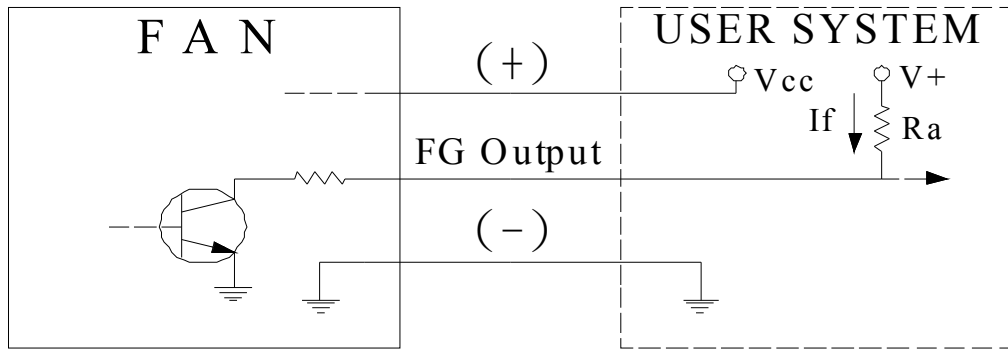 F A N
USER SYSTEM
(+)
Vcc
V+
If
Ra
FG Output
(-)